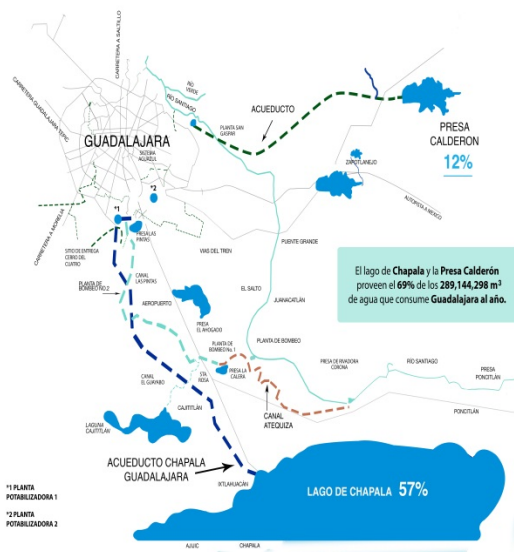 CARRETERA A SALTILLO
RÍO
VERDE
RÍO SANTIAGO
CARRETERA GUADALAJARA TEPIC
ACUEDUCTO
PLANTA SAN
GASPAR
GUADALAJARA
PRESA
CALDERON
12%
ZAPOTLANEJO
*2
AUTOPISTA A MEXICO
*1
PRESA LAS
PINTAS
CARRETERA A MORELIA
SITIO DE ENTREGA
CERRO DEL
CUATRO
VIAS DEL TREN
PUENTE GRANDE
CANAL
LAS PINTAS
PLANTA DE
BOMBEO NO.2
El lago de Chapala y la Presa Calderón
proveen el 69% de los 289,144,298 m³
de agua que consume Guadalajara al año.
EL SALTO
AEROPUERTO
JUANACATLÁN
PRESA
EL AHOGADO
PLANTA DE
BOMBEO No. 1
PLANTA DE BOMBEO
PRESA DE RIVADORA
CORONA
RÍO SANTIAGO
PRESA
PONCITLÁN
STA.
ROSA
PRESA LA
CALERA
CANAL
EL GUAYABO
CAJITITLÁN
CANAL
ATEQUIZA
PONCITLÁN
LAGUNA
CAJITITLÁN
ACUEDUCTO CHAPALA
GUADALAJARA
IXTLAHUACÁN
LAGO DE CHAPALA 57%
*1 PLANTA
POTABILIZADORA 1
*2 PLANTA
POTABILIZADORA 2
AJIJIC
CHAPALA